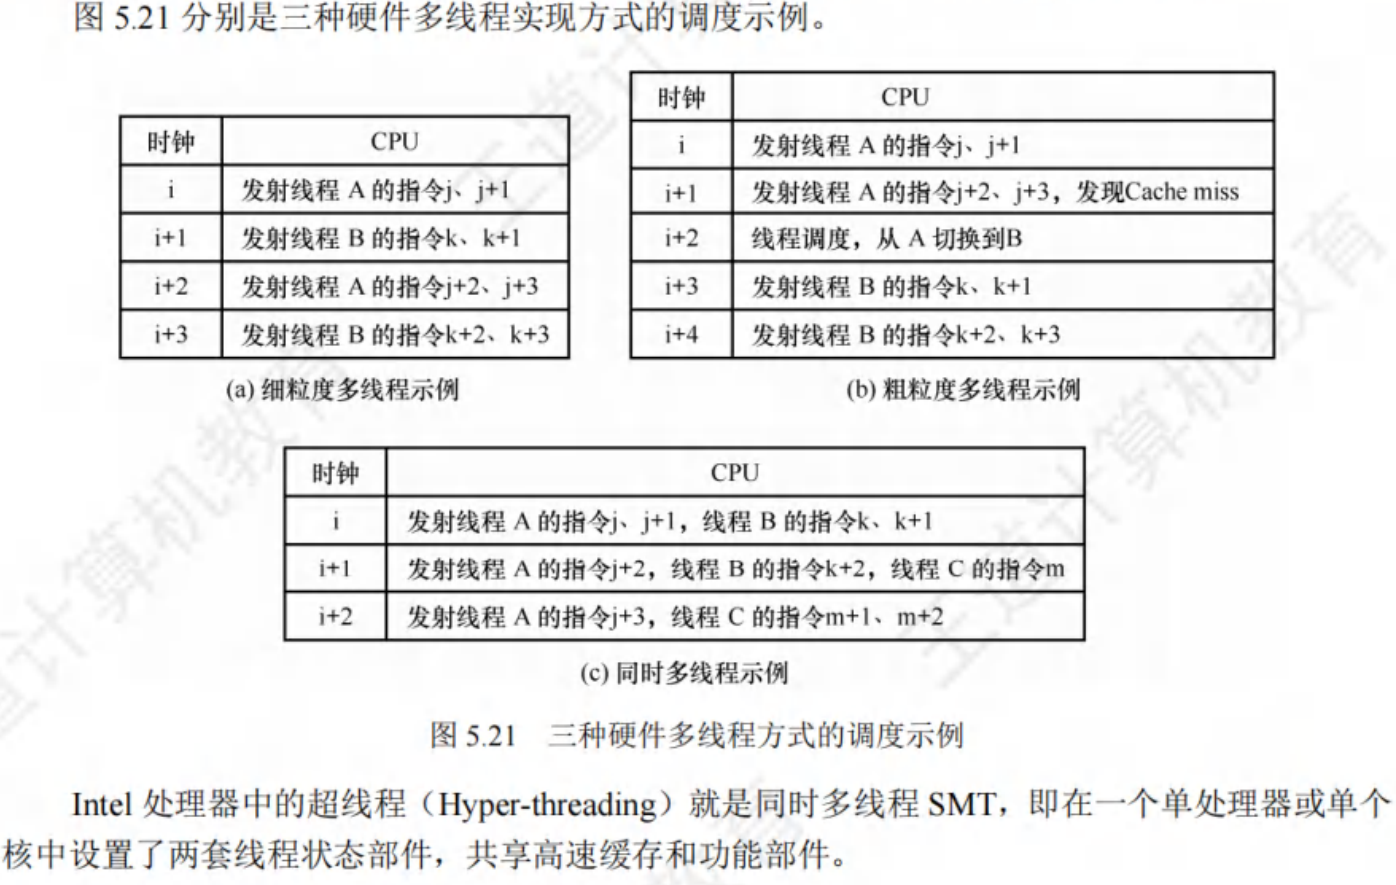 图 5.21 分别是三种硬件多线程实现方式的调度示例。
时钟 CPU
i 发射线程 A 的指令j、j+1
i+1 发射线程 B 的指令k、k+1
i+2 发射线程 A 的指令j+2、j+3
i+3 发射线程 B 的指令k+2、k+3
(a) 细粒度多线程示例
时钟 CPU
i 发射线程 A 的指令j、j+1
i+1 发射线程 A 的指令j+2、j+3，发现Cache miss
i+2 线程调度，从 A 切换到B
i+3 发射线程 B 的指令k、k+1
i+4 发射线程 B 的指令k+2、k+3
(b) 粗粒度多线程示例
时钟 CPU
i 发射线程 A 的指令j、j+1，线程 B 的指令k、k+1
i+1 发射线程 A 的指令j+2，线程 B 的指令k+2，线程 C 的指令m
i+2 发射线程 A 的指令j+3，线程 C 的指令m+1、m+2
(c) 同时多线程示例
图 5.21 三种硬件多线程方式的调度示例
Intel 处理器中的超线程（Hyper-threading）就是同时多线程 SMT，即在一个单处理器或单个
核中设置了两套线程状态部件，共享高速缓存和功能部件。
王道计算机教育